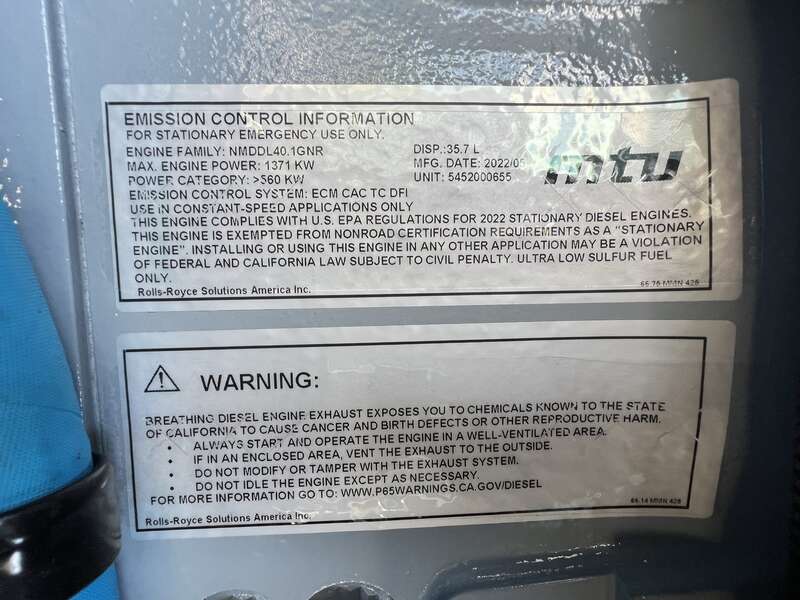 EMISSION CONTROL INFORMATION
FOR STATIONARY EMERGENCY USE ONLY.
ENGINE FAMILY: NMDDL40.1GNR DISP.:35.7 L
MAX. ENGINE POWER: 1371 KW MFG. DATE: 2022/05
POWER CATEGORY: >560 KW UNIT: 5452000655
mtu
EMISSION CONTROL SYSTEM: ECM CAC TC DFI
USE IN CONSTANT-SPEED APPLICATIONS ONLY
THIS ENGINE COMPLIES WITH U.S. EPA REGULATIONS FOR 2022 STATIONARY DIESEL ENGINES.
THIS ENGINE IS EXEMPTED FROM NONROAD CERTIFICATION REQUIREMENTS AS A "STATIONARY
ENGINE". INSTALLING OR USING THIS ENGINE IN ANY OTHER APPLICATION MAY BE A VIOLATION
OF FEDERAL AND CALIFORNIA LAW SUBJECT TO CIVIL PENALTY. ULTRA LOW SULFUR FUEL
ONLY.
Rolls-Royce Solutions America Inc. 65.76 MMN 426
WARNING:
BREATHING DIESEL ENGINE EXHAUST EXPOSES YOU TO CHEMICALS KNOWN TO THE STATE
OF CALIFORNIA TO CAUSE CANCER AND BIRTH DEFECTS OR OTHER REPRODUCTIVE HARM.
• ALWAYS START AND OPERATE THE ENGINE IN A WELL-VENTILATED AREA.
• IF IN AN ENCLOSED AREA, VENT THE EXHAUST TO THE OUTSIDE.
• DO NOT MODIFY OR TAMPER WITH THE EXHAUST SYSTEM.
• DO NOT IDLE THE ENGINE EXCEPT AS NECESSARY.
FOR MORE INFORMATION GO TO: WWW.P65WARNINGS.CA.GOV/DIESEL
Rolls-Royce Solutions America Inc. 65.14 MMN 426